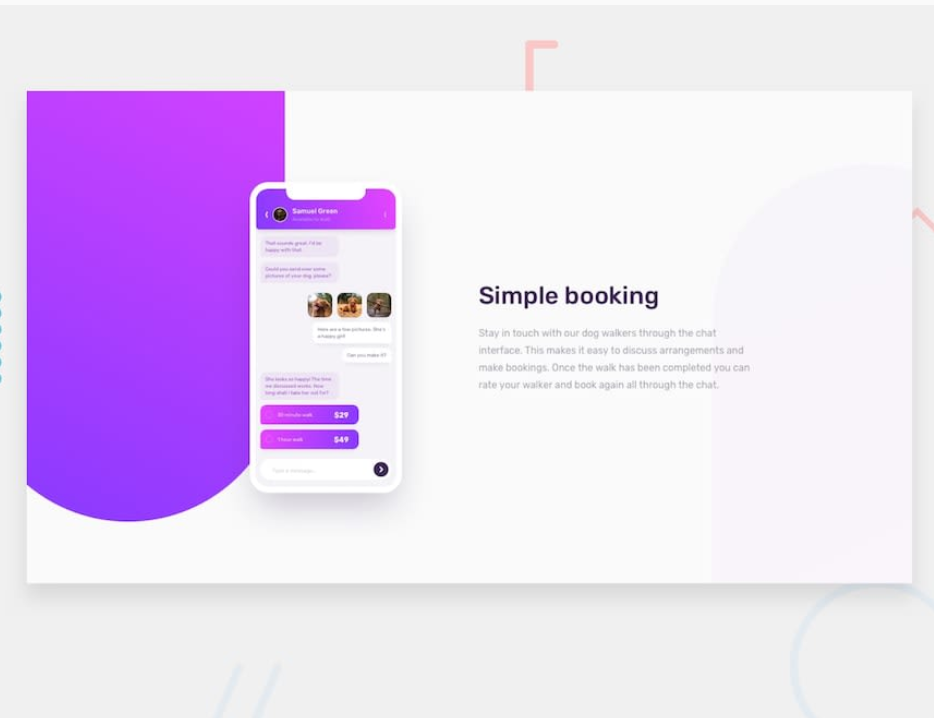 Samuel Green
That sounds great. I'd be
happy with that.
Could you send over some
pictures of your dog, please?
Here are a few pictures. She's
a happy girl!
Can you make it?
She looks so happy! The time
we discussed works. How
long shall I take her out for?
30 minute walk $29
1 hour walk $49
Type a message...
Simple booking
Stay in touch with our dog walkers through the chat
interface. This makes it easy to discuss arrangements and
make bookings. Once the walk has been completed you can
rate your walker and book again all through the chat.